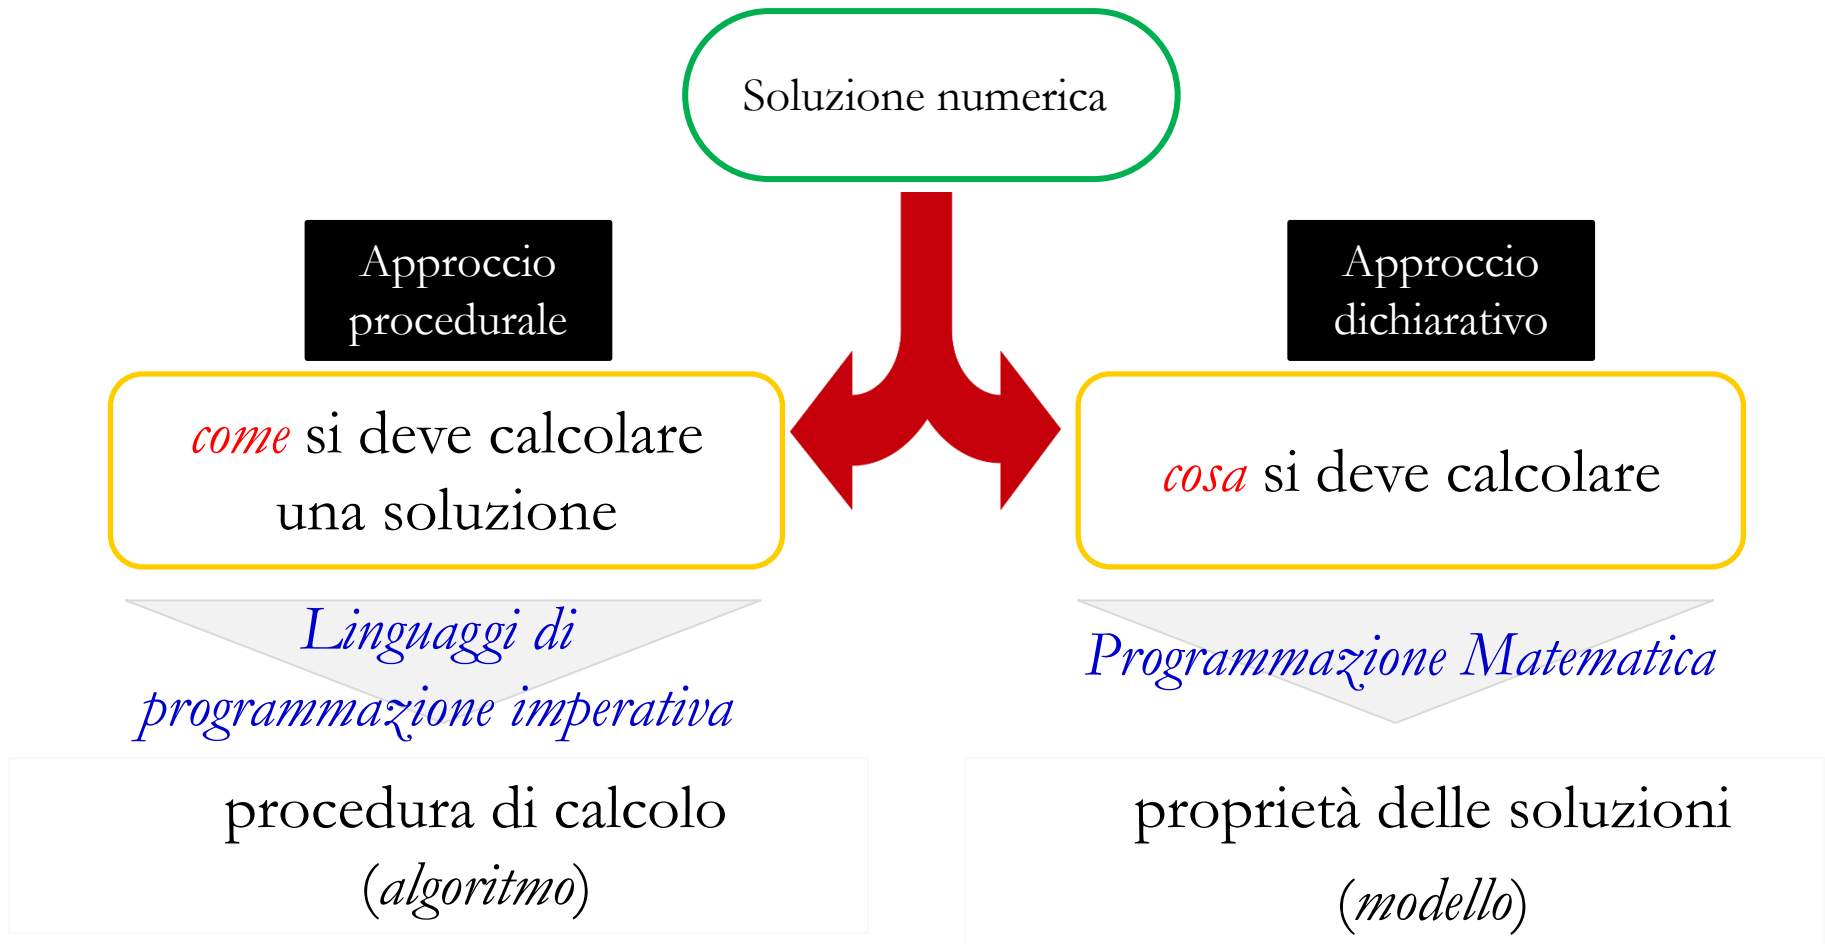 Soluzione numerica
Approccio
procedurale
come si deve calcolare
una soluzione
Linguaggi di
programmazione imperativa
procedura di calcolo
(algoritmo)
Approccio
dichiarativo
cosa si deve calcolare
Programmazione Matematica
proprietà delle soluzioni
(modello)